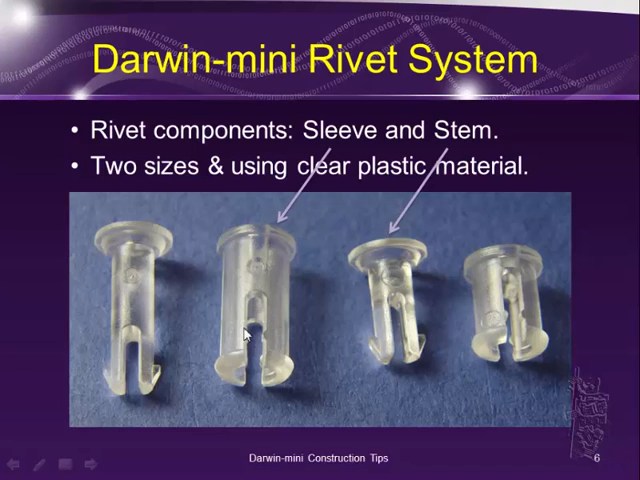 Darwin-mini Rivet System
• Rivet components: Sleeve and Stem.
• Two sizes & using clear plastic material.
Darwin-mini Construction Tips
6